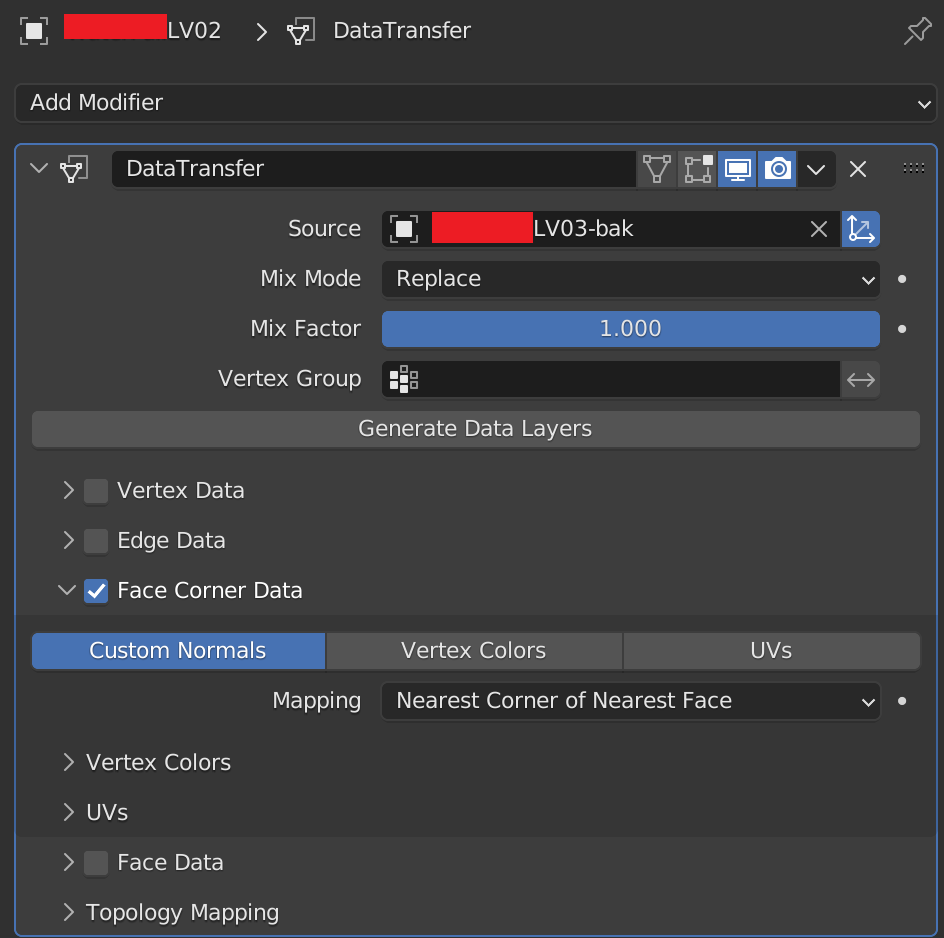 LV02 DataTransfer
Add Modifier
DataTransfer
Source LV03-bak
Mix Mode Replace
Mix Factor 1.000
Vertex Group
Generate Data Layers
Vertex Data
Edge Data
Face Corner Data
Custom Normals Vertex Colors UVs
Mapping Nearest Corner of Nearest Face
Vertex Colors
UVs
Face Data
Topology Mapping